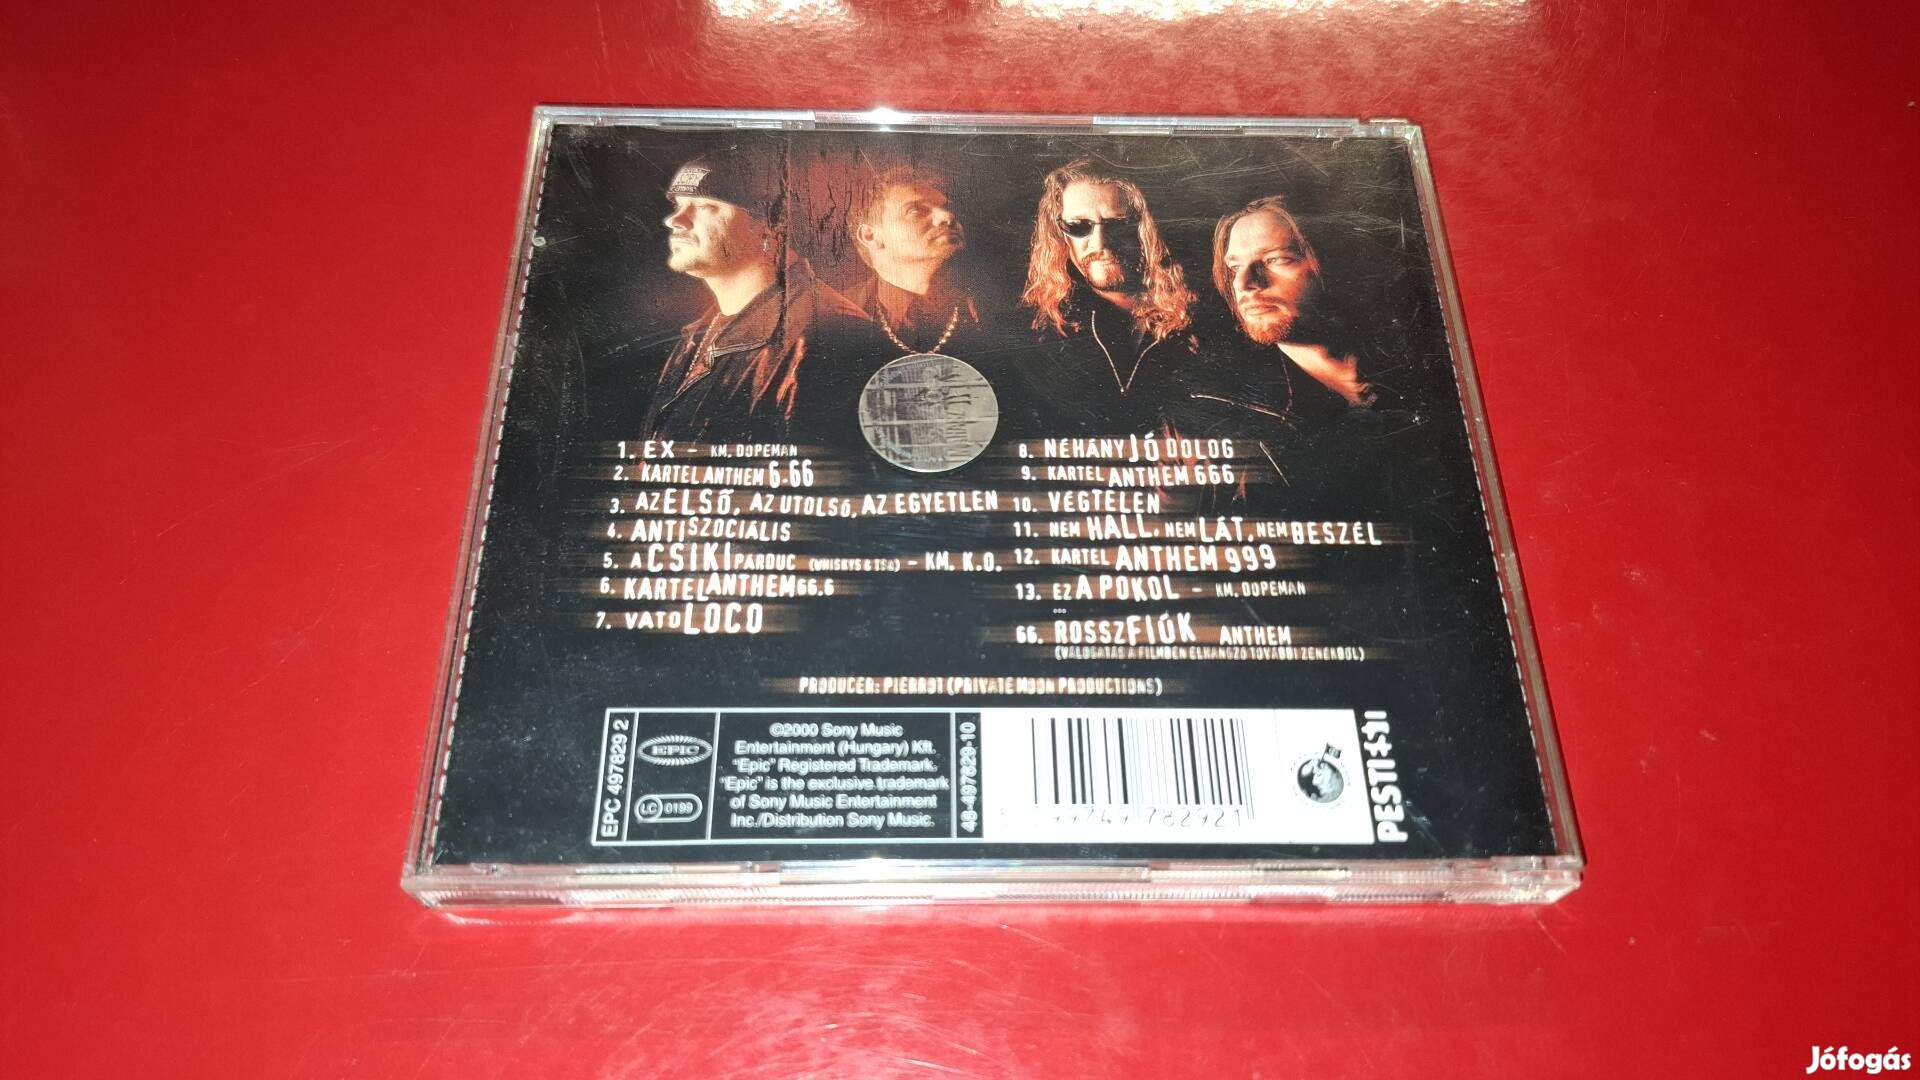 1. EX - KM. DOPEMAN
2. KARTEL ANTHEM 6.66
3. AZ ELSŐ, AZ UTOLSÓ, AZ EGYETLEN
4. ANTISZOCIÁLIS
5. A CSIKI PÁRDUC (WHISKYS & TSA) - KM. K.O.
6. KARTEL ANTHEM 66.6
7. VATO LOCO
8. NÉHÁNY JÓ DOLOG
9. KARTEL ANTHEM 666
10. VÉGTELEN
11. NEM HALL, NEM LÁT, NEM BESZÉL
12. KARTEL ANTHEM 999
13. EZ A POKOL - KM. DOPEMAN
...
66. ROSSZFIÚK ANTHEM
(VÁLOGATÁS A FILMBEN ELHANGZÓ TOVÁBBI ZENÉKBŐL)
PRODUCER: PIERROT (PRIVATE MOON PRODUCTIONS)
EPC 497829 2
EPIC
LC 0199
©2000 Sony Music
Entertainment (Hungary) Kft.
"Epic" Registered Trademark.
"Epic" is the exclusive trademark
of Sony Music Entertainment
Inc./Distribution Sony Music.
48-497829-10
5 99749 782921
PESTI EST
Jófogás